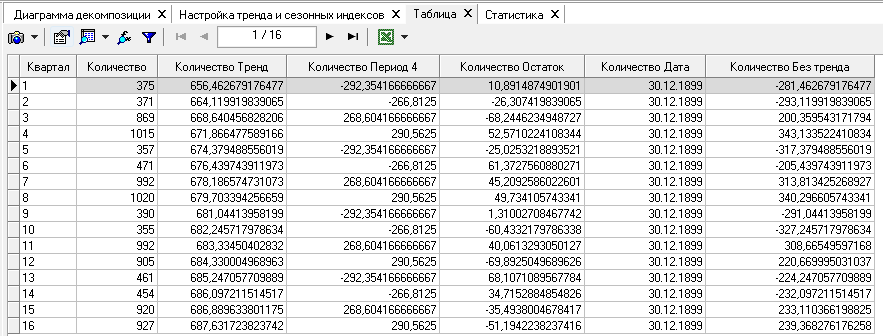 Диаграмма декомпозиции Настройка тренда и сезонных индексов Таблица Статистика
1 / 16
Квартал Количество Количество Тренд Количество Период 4 Количество Остаток Количество Дата Количество Без тренда
1 375 656,462679176477 -292,354166666667 10,8914874901901 30.12.1899 -281,462679176477
2 371 664,119919839065 -266,8125 -26,307419839065 30.12.1899 -293,119919839065
3 869 668,640456828206 268,604166666667 -68,2446234948727 30.12.1899 200,359543171794
4 1015 671,866477589166 290,5625 52,5710224108344 30.12.1899 343,133522410834
5 357 674,379488556019 -292,354166666667 -25,0253218893521 30.12.1899 -317,379488556019
6 471 676,439743911973 -266,8125 61,3727560880271 30.12.1899 -205,439743911973
7 992 678,186574731073 268,604166666667 45,2092586022601 30.12.1899 313,813425268927
8 1020 679,703394256659 290,5625 49,734105743341 30.12.1899 340,296605743341
9 390 681,04413958199 -292,354166666667 1,31002708467742 30.12.1899 -291,04413958199
10 355 682,245717978634 -266,8125 -60,4332179786338 30.12.1899 -327,245717978634
11 992 683,33450402832 268,604166666667 40,0613293050127 30.12.1899 308,66549597168
12 905 684,330004968963 290,5625 -69,8925049689626 30.12.1899 220,669995031037
13 461 685,247057709889 -292,354166666667 68,1071089567784 30.12.1899 -224,247057709889
14 454 686,097211514517 -266,8125 34,7152884854826 30.12.1899 -232,097211514517
15 920 686,889633801175 268,604166666667 -35,4938004678417 30.12.1899 233,110366198825
16 927 687,631723823742 290,5625 -51,1942238237416 30.12.1899 239,368276176258